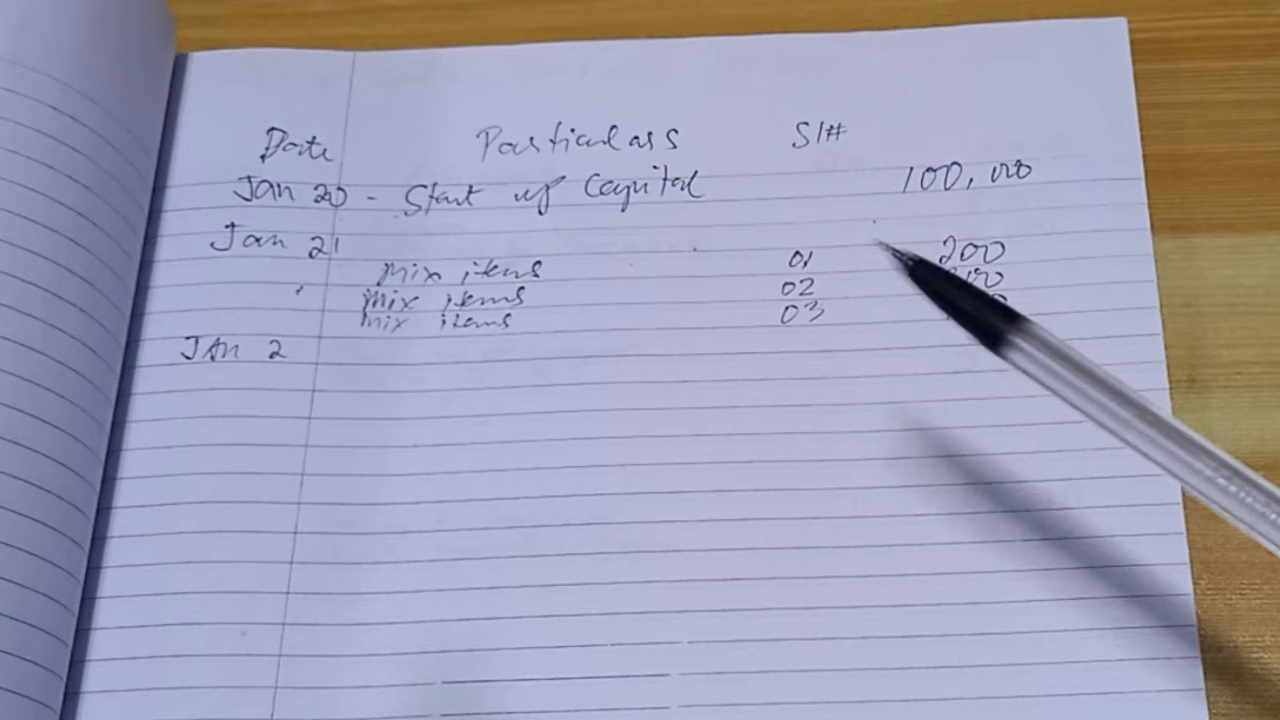 Date Particulars SI#
Jan 20 - Start up Capital 100,000
Jan 21
mix items 01 200
" mix items 02
mix items 03
JAN 2